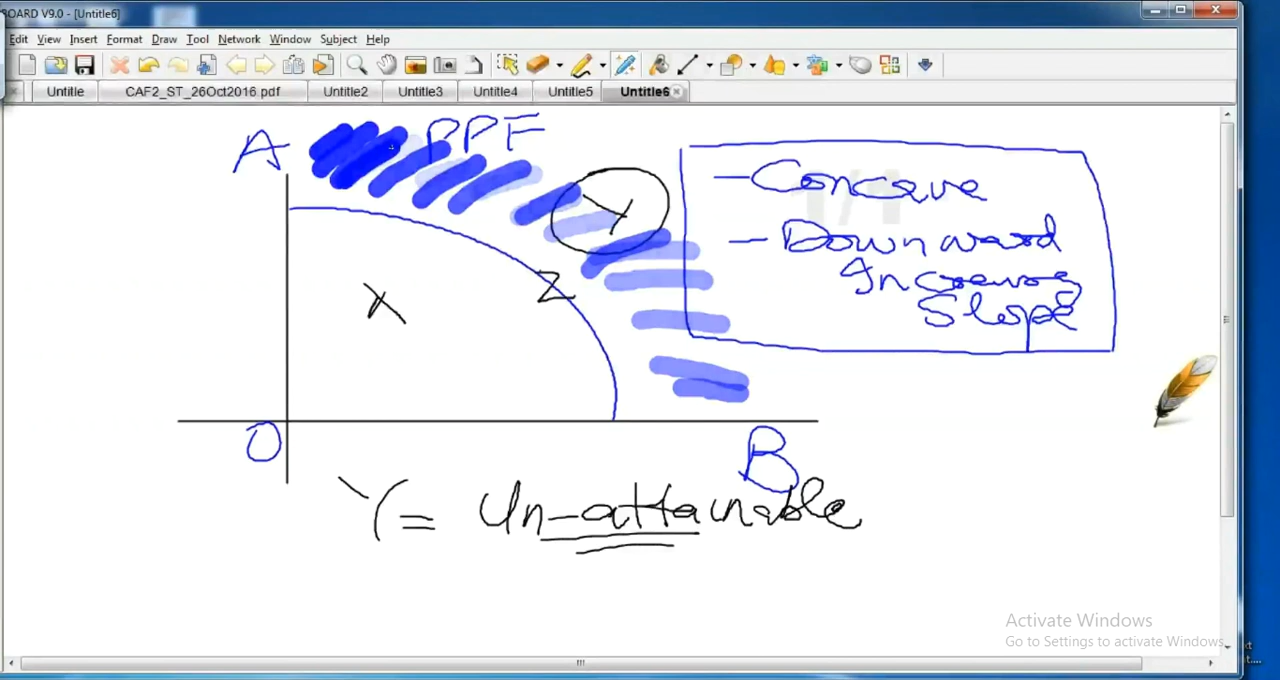 BOARD V9.0 - [Untitle6]
Edit View Insert Format Draw Tool Network Window Subject Help
Untitle CAF2_ST_26Oct2016.pdf Untitle2 Untitle3 Untitle4 Untitle5 Untitle6
A PPF
Y
Z
X
O
B
- Concave
- Downward
Increasing
Slope
Y = Un-attainable
Activate Windows
Go to Settings to activate Windows.